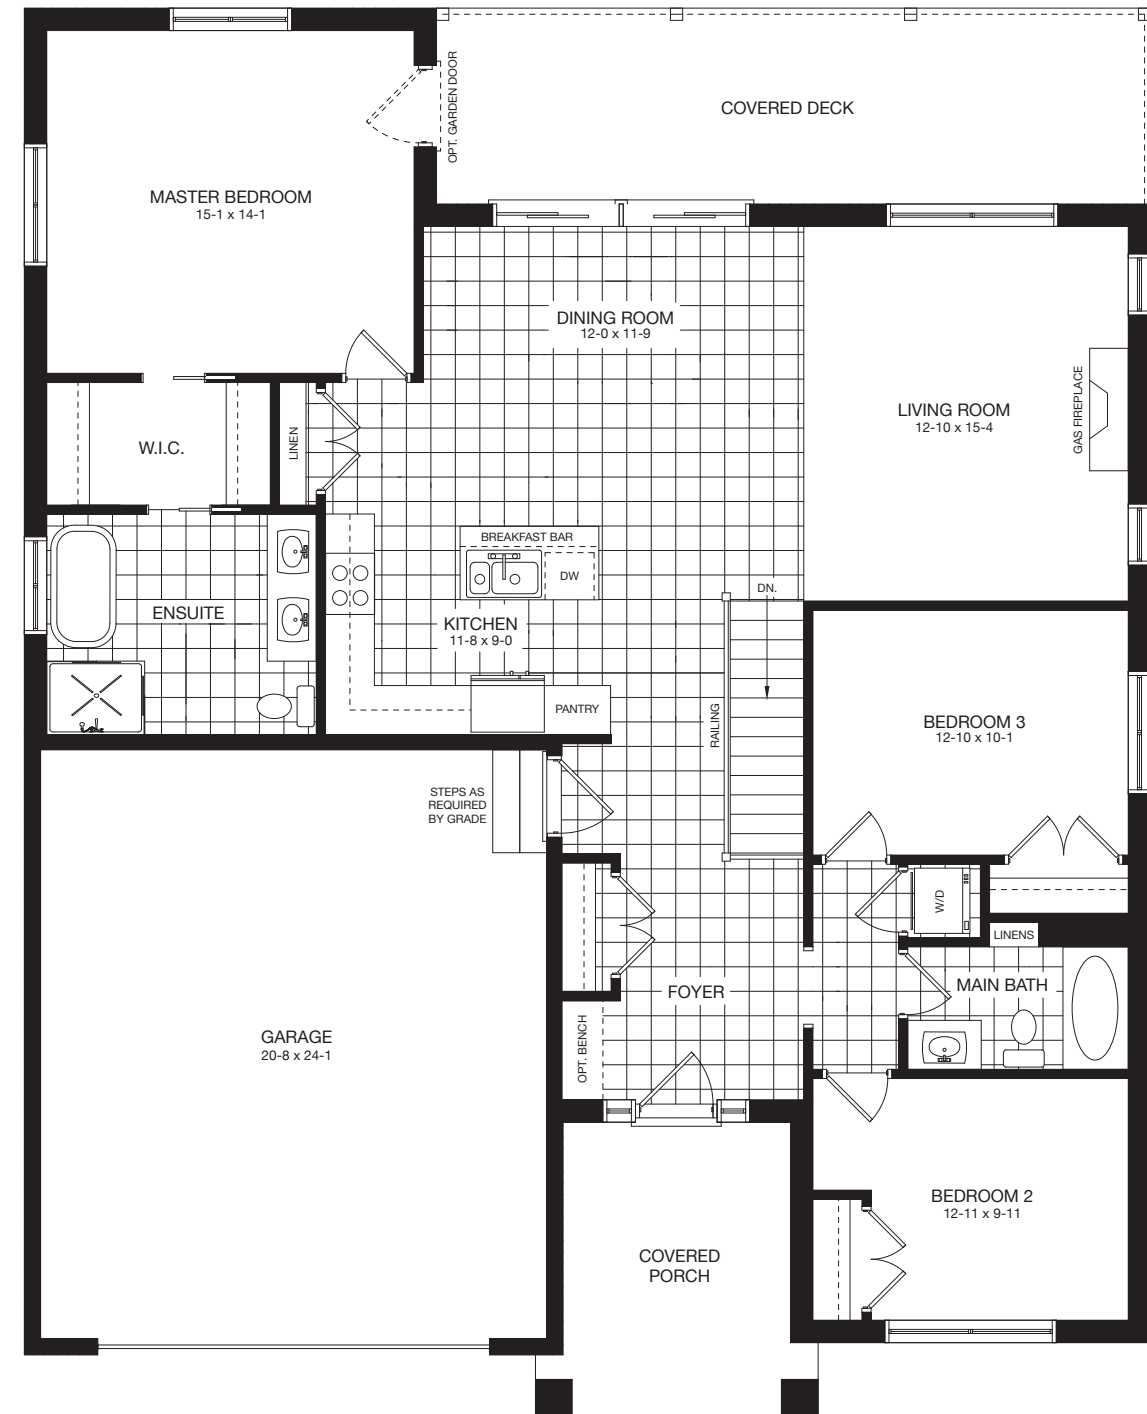 COVERED DECK
OPT. GARDEN DOOR
MASTER BEDROOM
15-1 x 14-1
DINING ROOM
12-0 x 11-9
LIVING ROOM
12-10 x 15-4
GAS FIREPLACE
W.I.C.
LINEN
BREAKFAST BAR
DW
ENSUITE
KITCHEN
11-8 x 9-0
DN.
PANTRY
RAILING
BEDROOM 3
12-10 x 10-1
STEPS AS
REQUIRED
BY GRADE
W/D
LINENS
MAIN BATH
FOYER
GARAGE
20-8 x 24-1
OPT. BENCH
BEDROOM 2
12-11 x 9-11
COVERED
PORCH